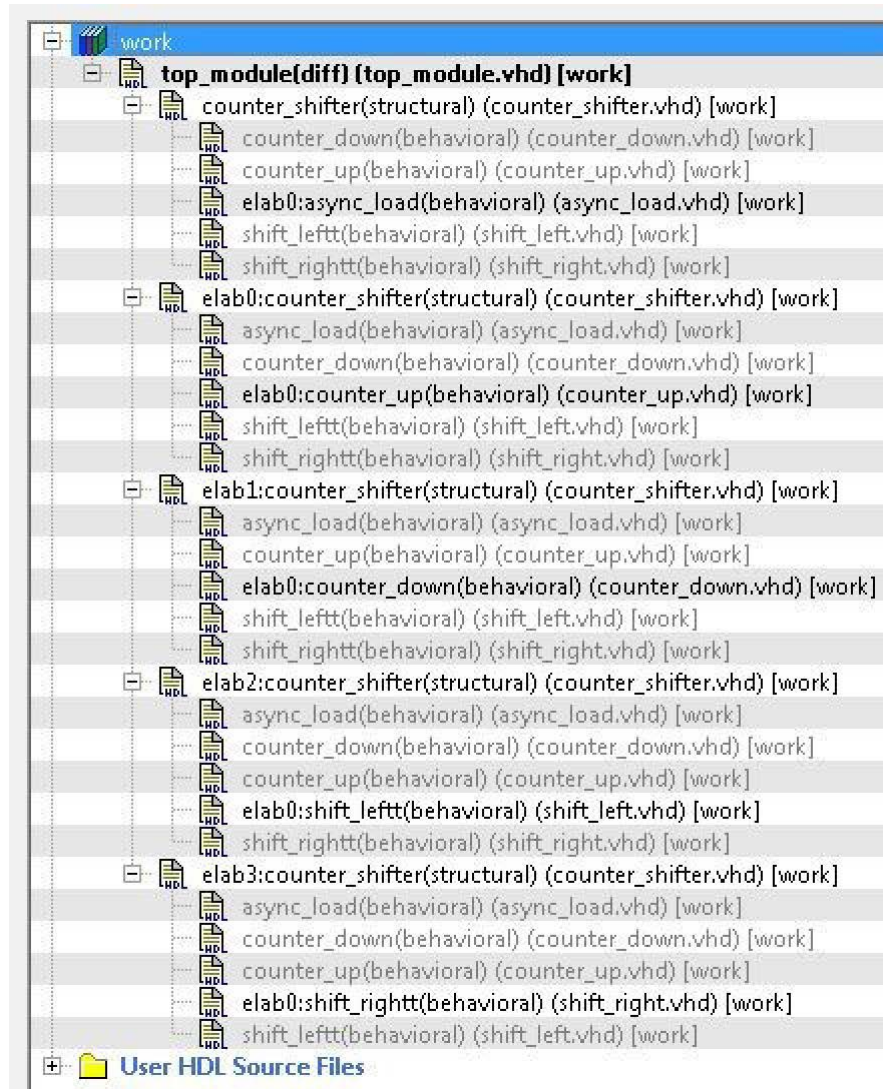 work
top_module(diff) (top_module.vhd) [work]
counter_shifter(structural) (counter_shifter.vhd) [work]
counter_down(behavioral) (counter_down.vhd) [work]
counter_up(behavioral) (counter_up.vhd) [work]
elab0:async_load(behavioral) (async_load.vhd) [work]
shift_leftt(behavioral) (shift_left.vhd) [work]
shift_rightt(behavioral) (shift_right.vhd) [work]
elab0:counter_shifter(structural) (counter_shifter.vhd) [work]
async_load(behavioral) (async_load.vhd) [work]
counter_down(behavioral) (counter_down.vhd) [work]
elab0:counter_up(behavioral) (counter_up.vhd) [work]
shift_leftt(behavioral) (shift_left.vhd) [work]
shift_rightt(behavioral) (shift_right.vhd) [work]
elab1:counter_shifter(structural) (counter_shifter.vhd) [work]
async_load(behavioral) (async_load.vhd) [work]
counter_up(behavioral) (counter_up.vhd) [work]
elab0:counter_down(behavioral) (counter_down.vhd) [work]
shift_leftt(behavioral) (shift_left.vhd) [work]
shift_rightt(behavioral) (shift_right.vhd) [work]
elab2:counter_shifter(structural) (counter_shifter.vhd) [work]
async_load(behavioral) (async_load.vhd) [work]
counter_down(behavioral) (counter_down.vhd) [work]
counter_up(behavioral) (counter_up.vhd) [work]
elab0:shift_leftt(behavioral) (shift_left.vhd) [work]
shift_rightt(behavioral) (shift_right.vhd) [work]
elab3:counter_shifter(structural) (counter_shifter.vhd) [work]
async_load(behavioral) (async_load.vhd) [work]
counter_down(behavioral) (counter_down.vhd) [work]
counter_up(behavioral) (counter_up.vhd) [work]
elab0:shift_rightt(behavioral) (shift_right.vhd) [work]
shift_leftt(behavioral) (shift_left.vhd) [work]
User HDL Source Files